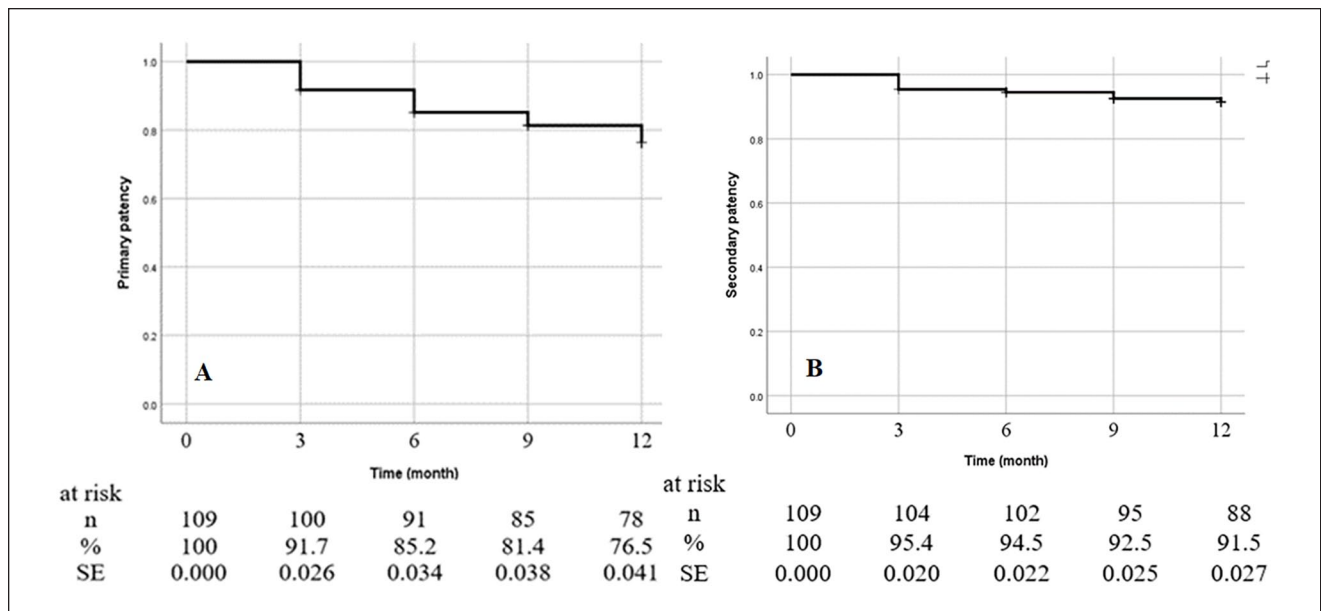 1.0
0.8
0.6
0.4
0.2
0.0
Primary patency
A
0 3 6 9 12
Time (month)
at risk
n 109 100 91 85 78
% 100 91.7 85.2 81.4 76.5
SE 0.000 0.026 0.034 0.038 0.041
1.0
0.8
0.6
0.4
0.2
0.0
Secondary patency
B
0 3 6 9 12
Time (month)
at risk
n 109 104 102 95 88
% 100 95.4 94.5 92.5 91.5
SE 0.000 0.020 0.022 0.025 0.027